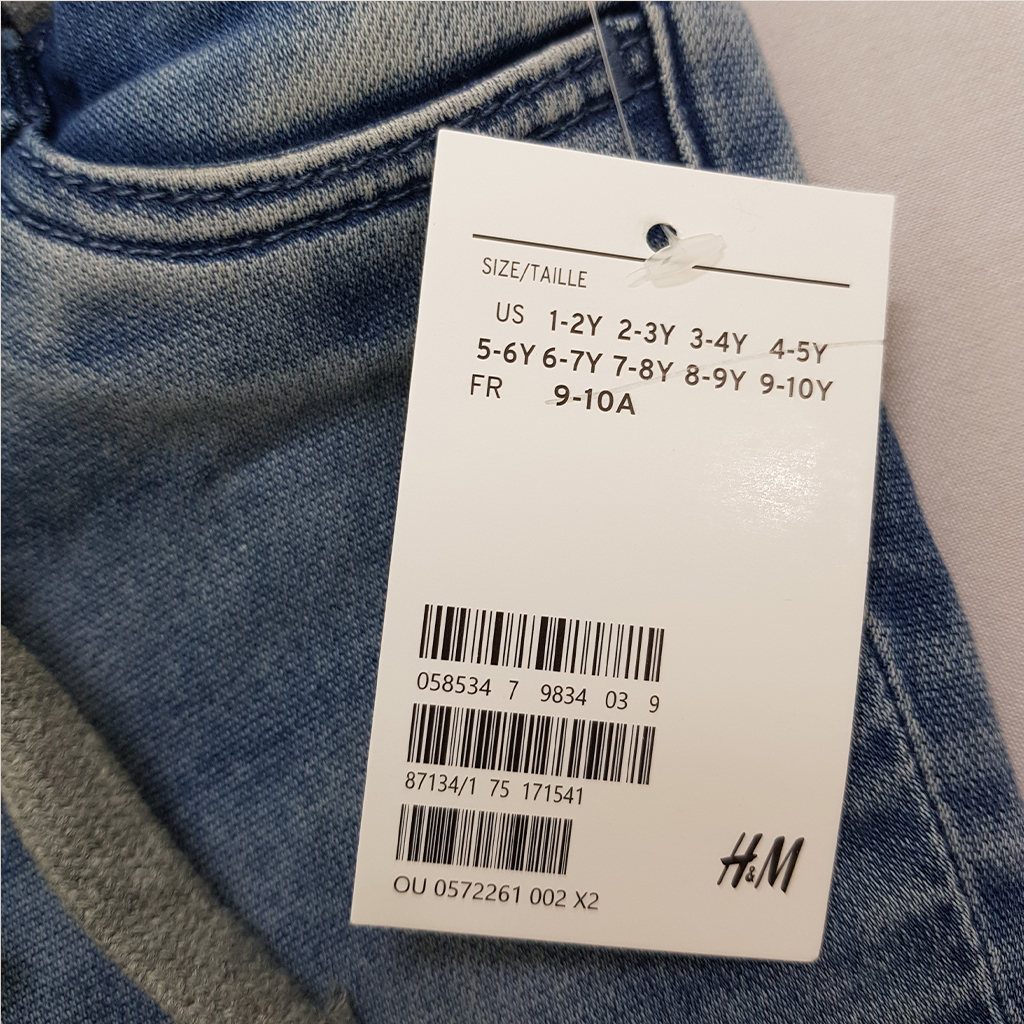 SIZE/TAILLE
US 1-2Y 2-3Y 3-4Y 4-5Y
5-6Y 6-7Y 7-8Y 8-9Y 9-10Y
FR 9-10A
058534 7 9834 03 9
87134/1 75 171541
OU 0572261 002 X2
H&M